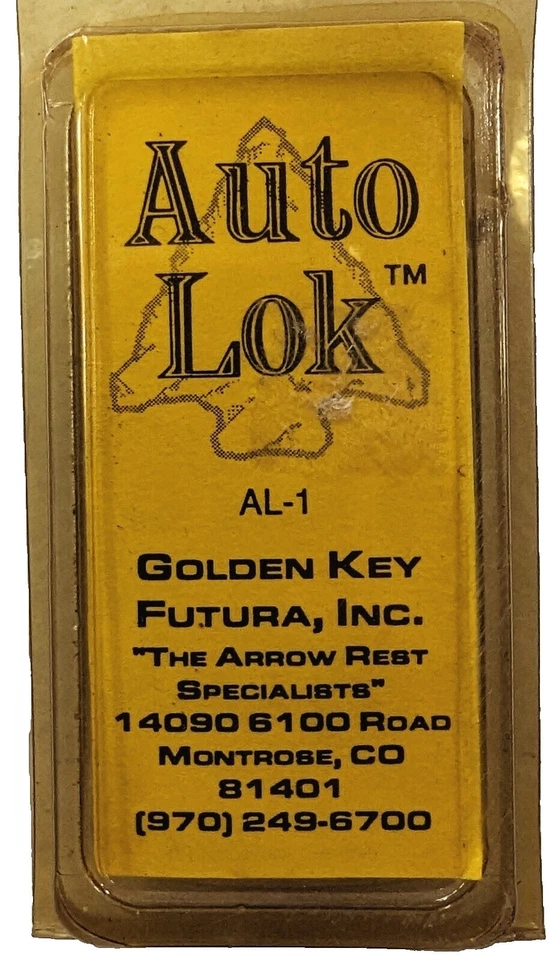 Auto
Lok™
AL-1
GOLDEN KEY
FUTURA, INC.
"THE ARROW REST
SPECIALISTS"
14090 6100 ROAD
MONTROSE, CO
81401
(970) 249-6700